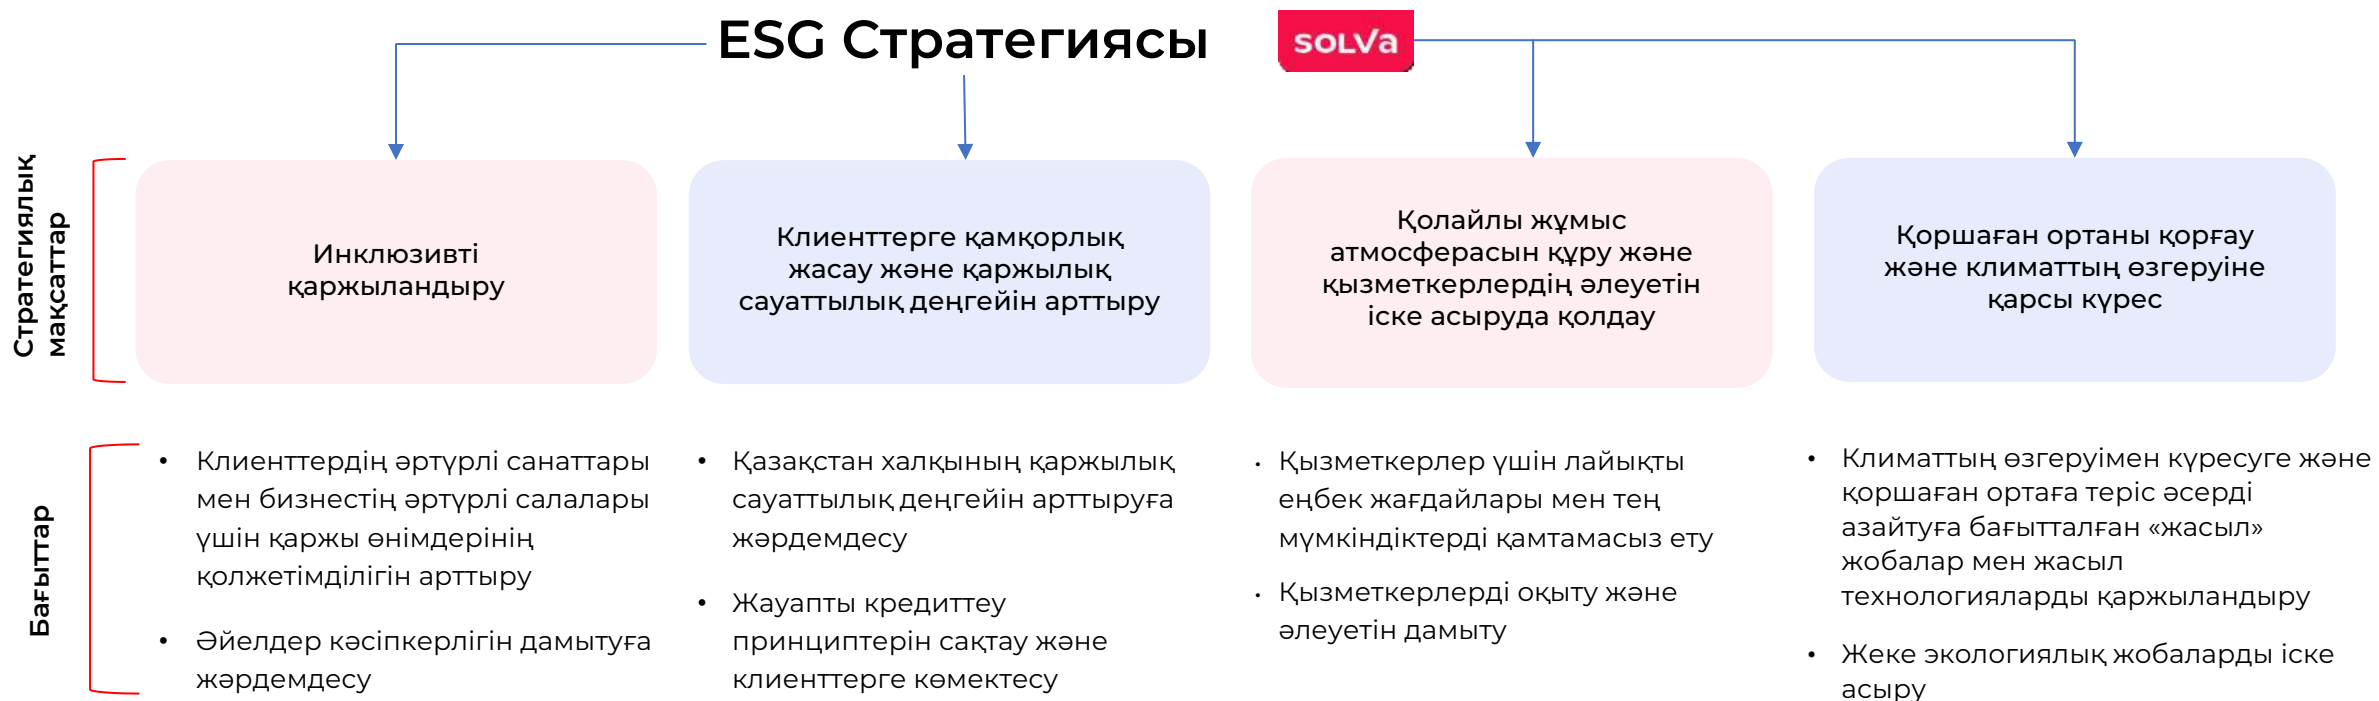 ESG Стратегиясы
solva
Стратегиялық
мақсаттар
Инклюзивті
қаржыландыру
Клиенттерге қамқорлық
жасау және қаржылық
сауаттылық деңгейін арттыру
Қолайлы жұмыс
атмосферасын құру және
қызметкерлердің әлеуетін
іске асыруда қолдау
Қоршаған ортаны қорғау
және климаттың өзгеруіне
қарсы күрес
Бағыттар
• Клиенттердің әртүрлі санаттары
мен бизнестің әртүрлі салалары
үшін қаржы өнімдерінің
қолжетімділігін арттыру
• Әйелдер кәсіпкерлігін дамытуға
жәрдемдесу
• Қазақстан халқының қаржылық
сауаттылық деңгейін арттыруға
жәрдемдесу
• Жауапты кредиттеу
принциптерін сақтау және
клиенттерге көмектесу
• Қызметкерлер үшін лайықты
еңбек жағдайлары мен тең
мүмкіндіктерді қамтамасыз ету
• Қызметкерлерді оқыту және
әлеуетін дамыту
• Климаттың өзгеруімен күресуге және
қоршаған ортаға теріс әсерді
азайтуға бағытталған «жасыл»
жобалар мен жасыл
технологияларды қаржыландыру
• Жеке экологиялық жобаларды іске
асыру